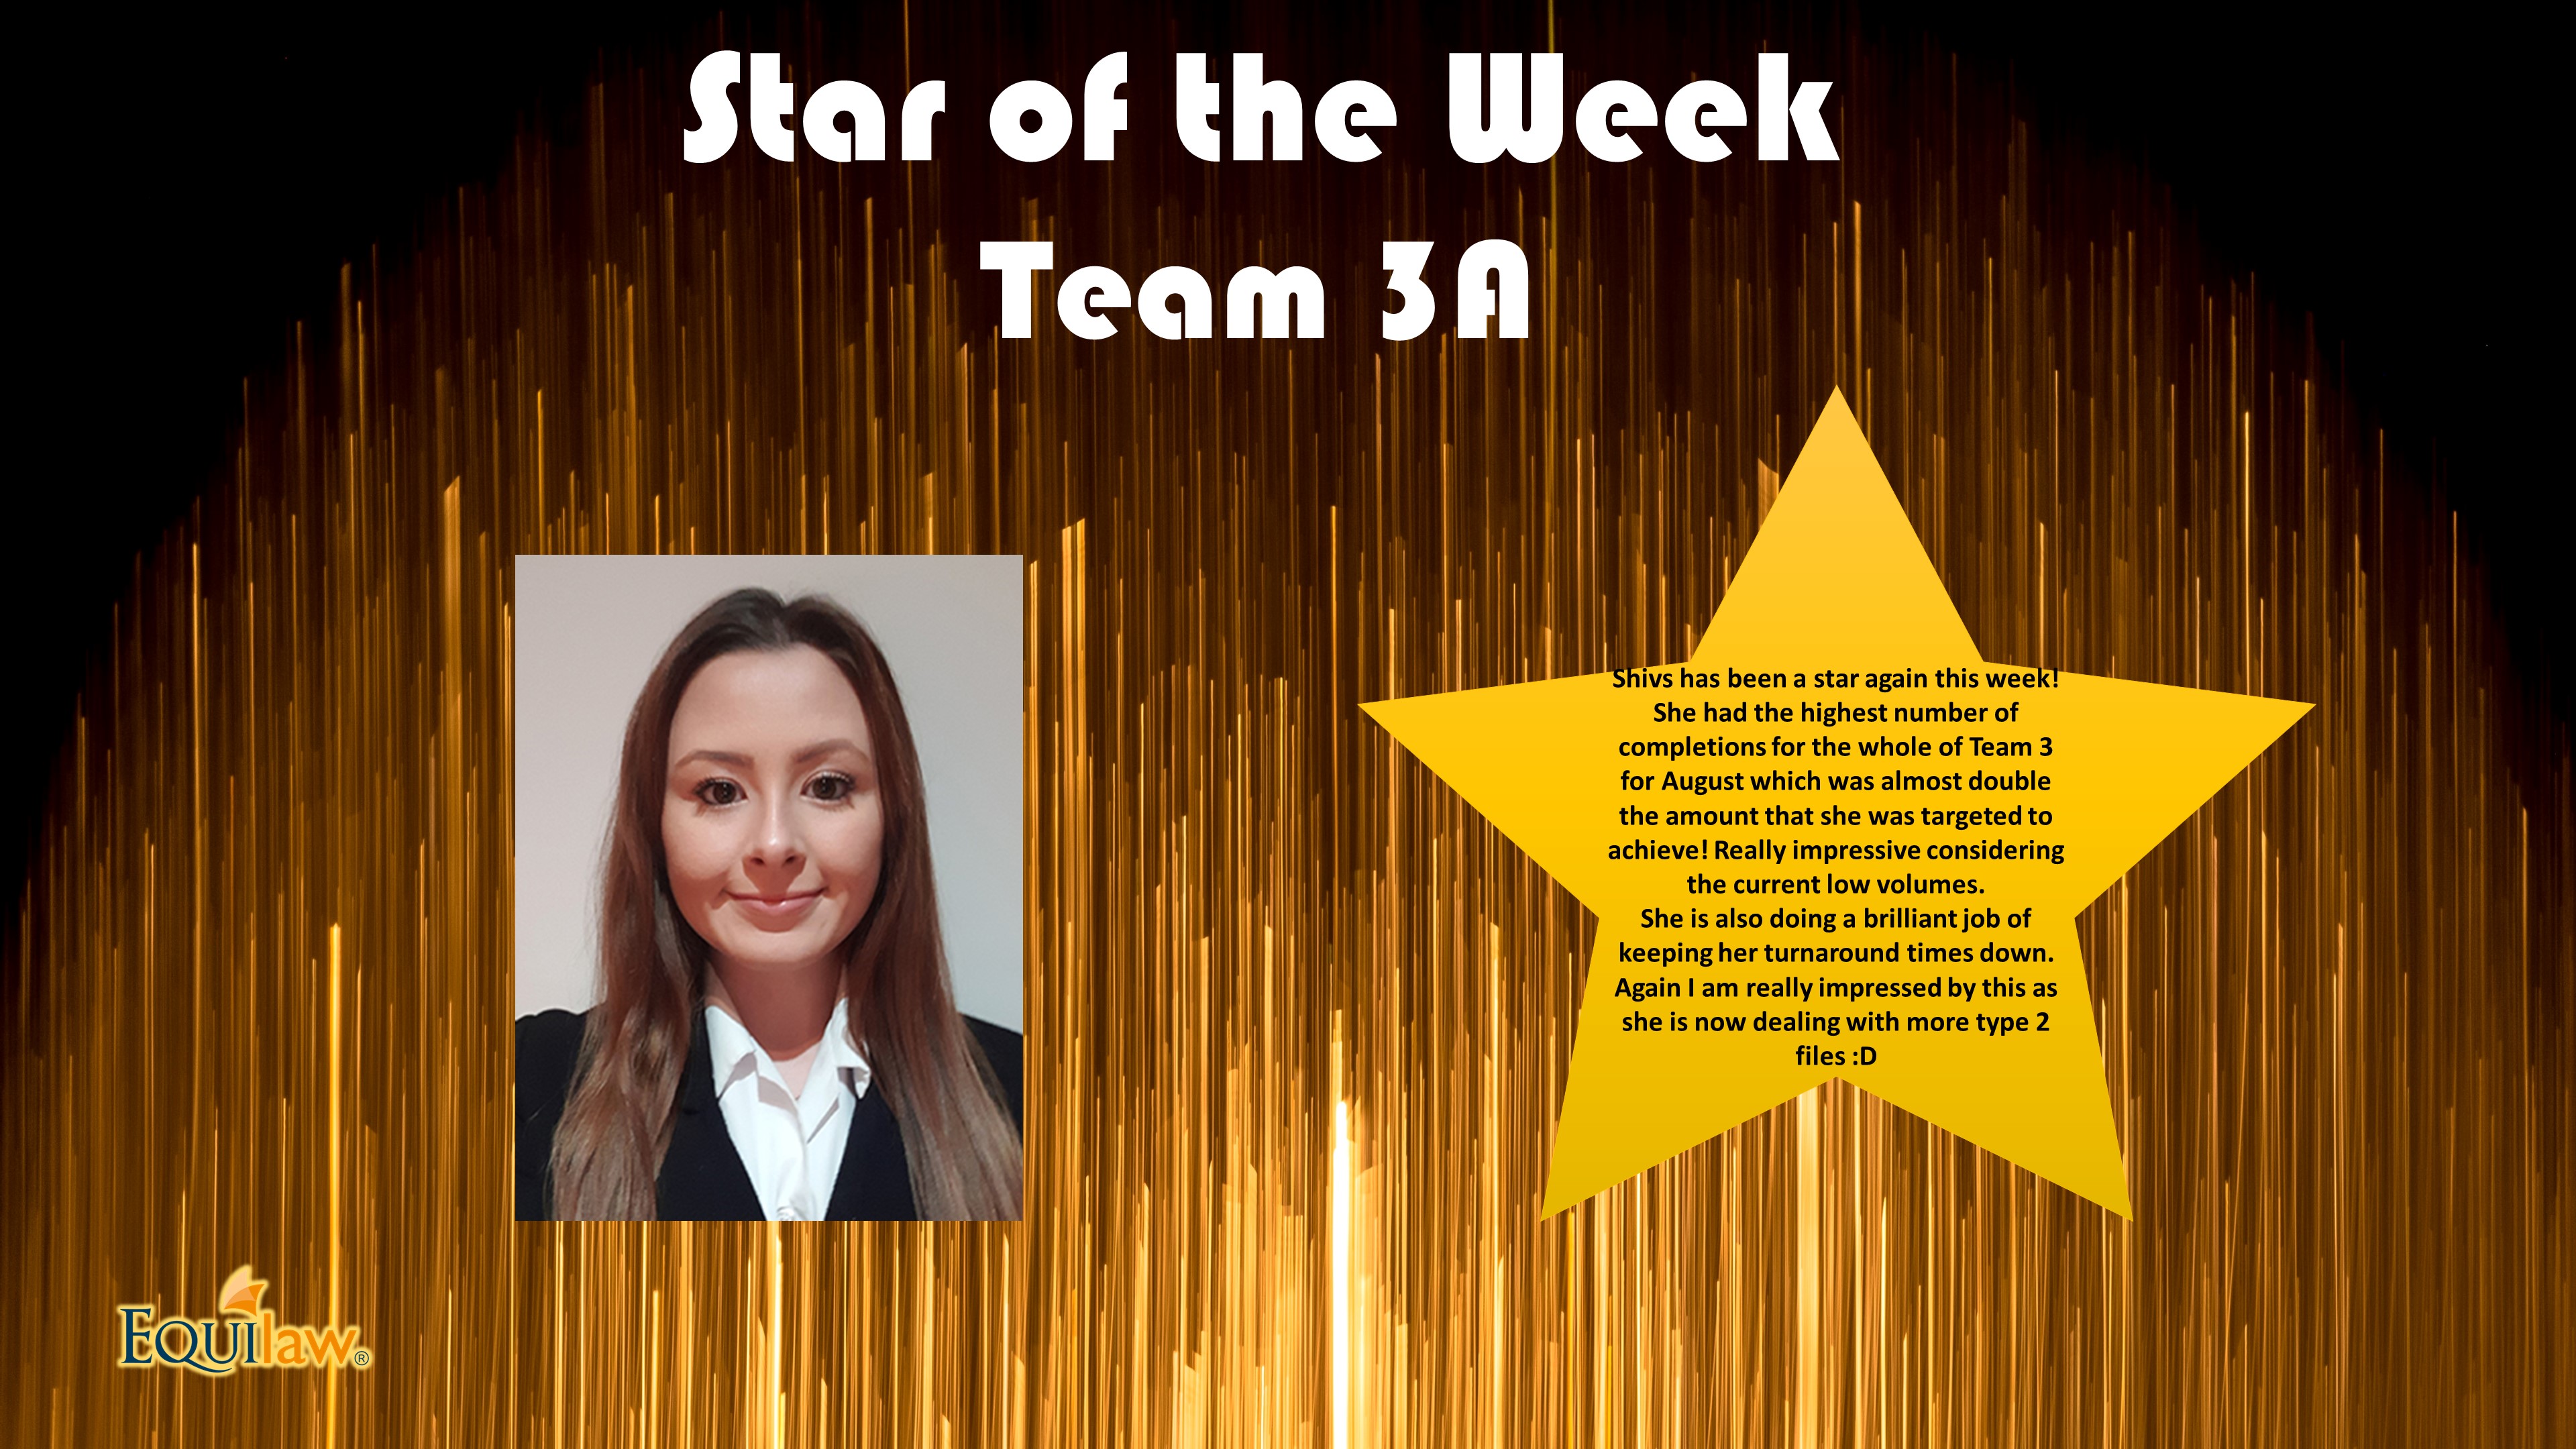 Star of the Week
Team 3A
Shivs has been a star again this week!
She had the highest number of
completions for the whole of Team 3
for August which was almost double
the amount that she was targeted to
achieve! Really impressive considering
the current low volumes.
She is also doing a brilliant job of
keeping her turnaround times down.
Again I am really impressed by this as
she is now dealing with more type 2
files :D
EQUIlaw®